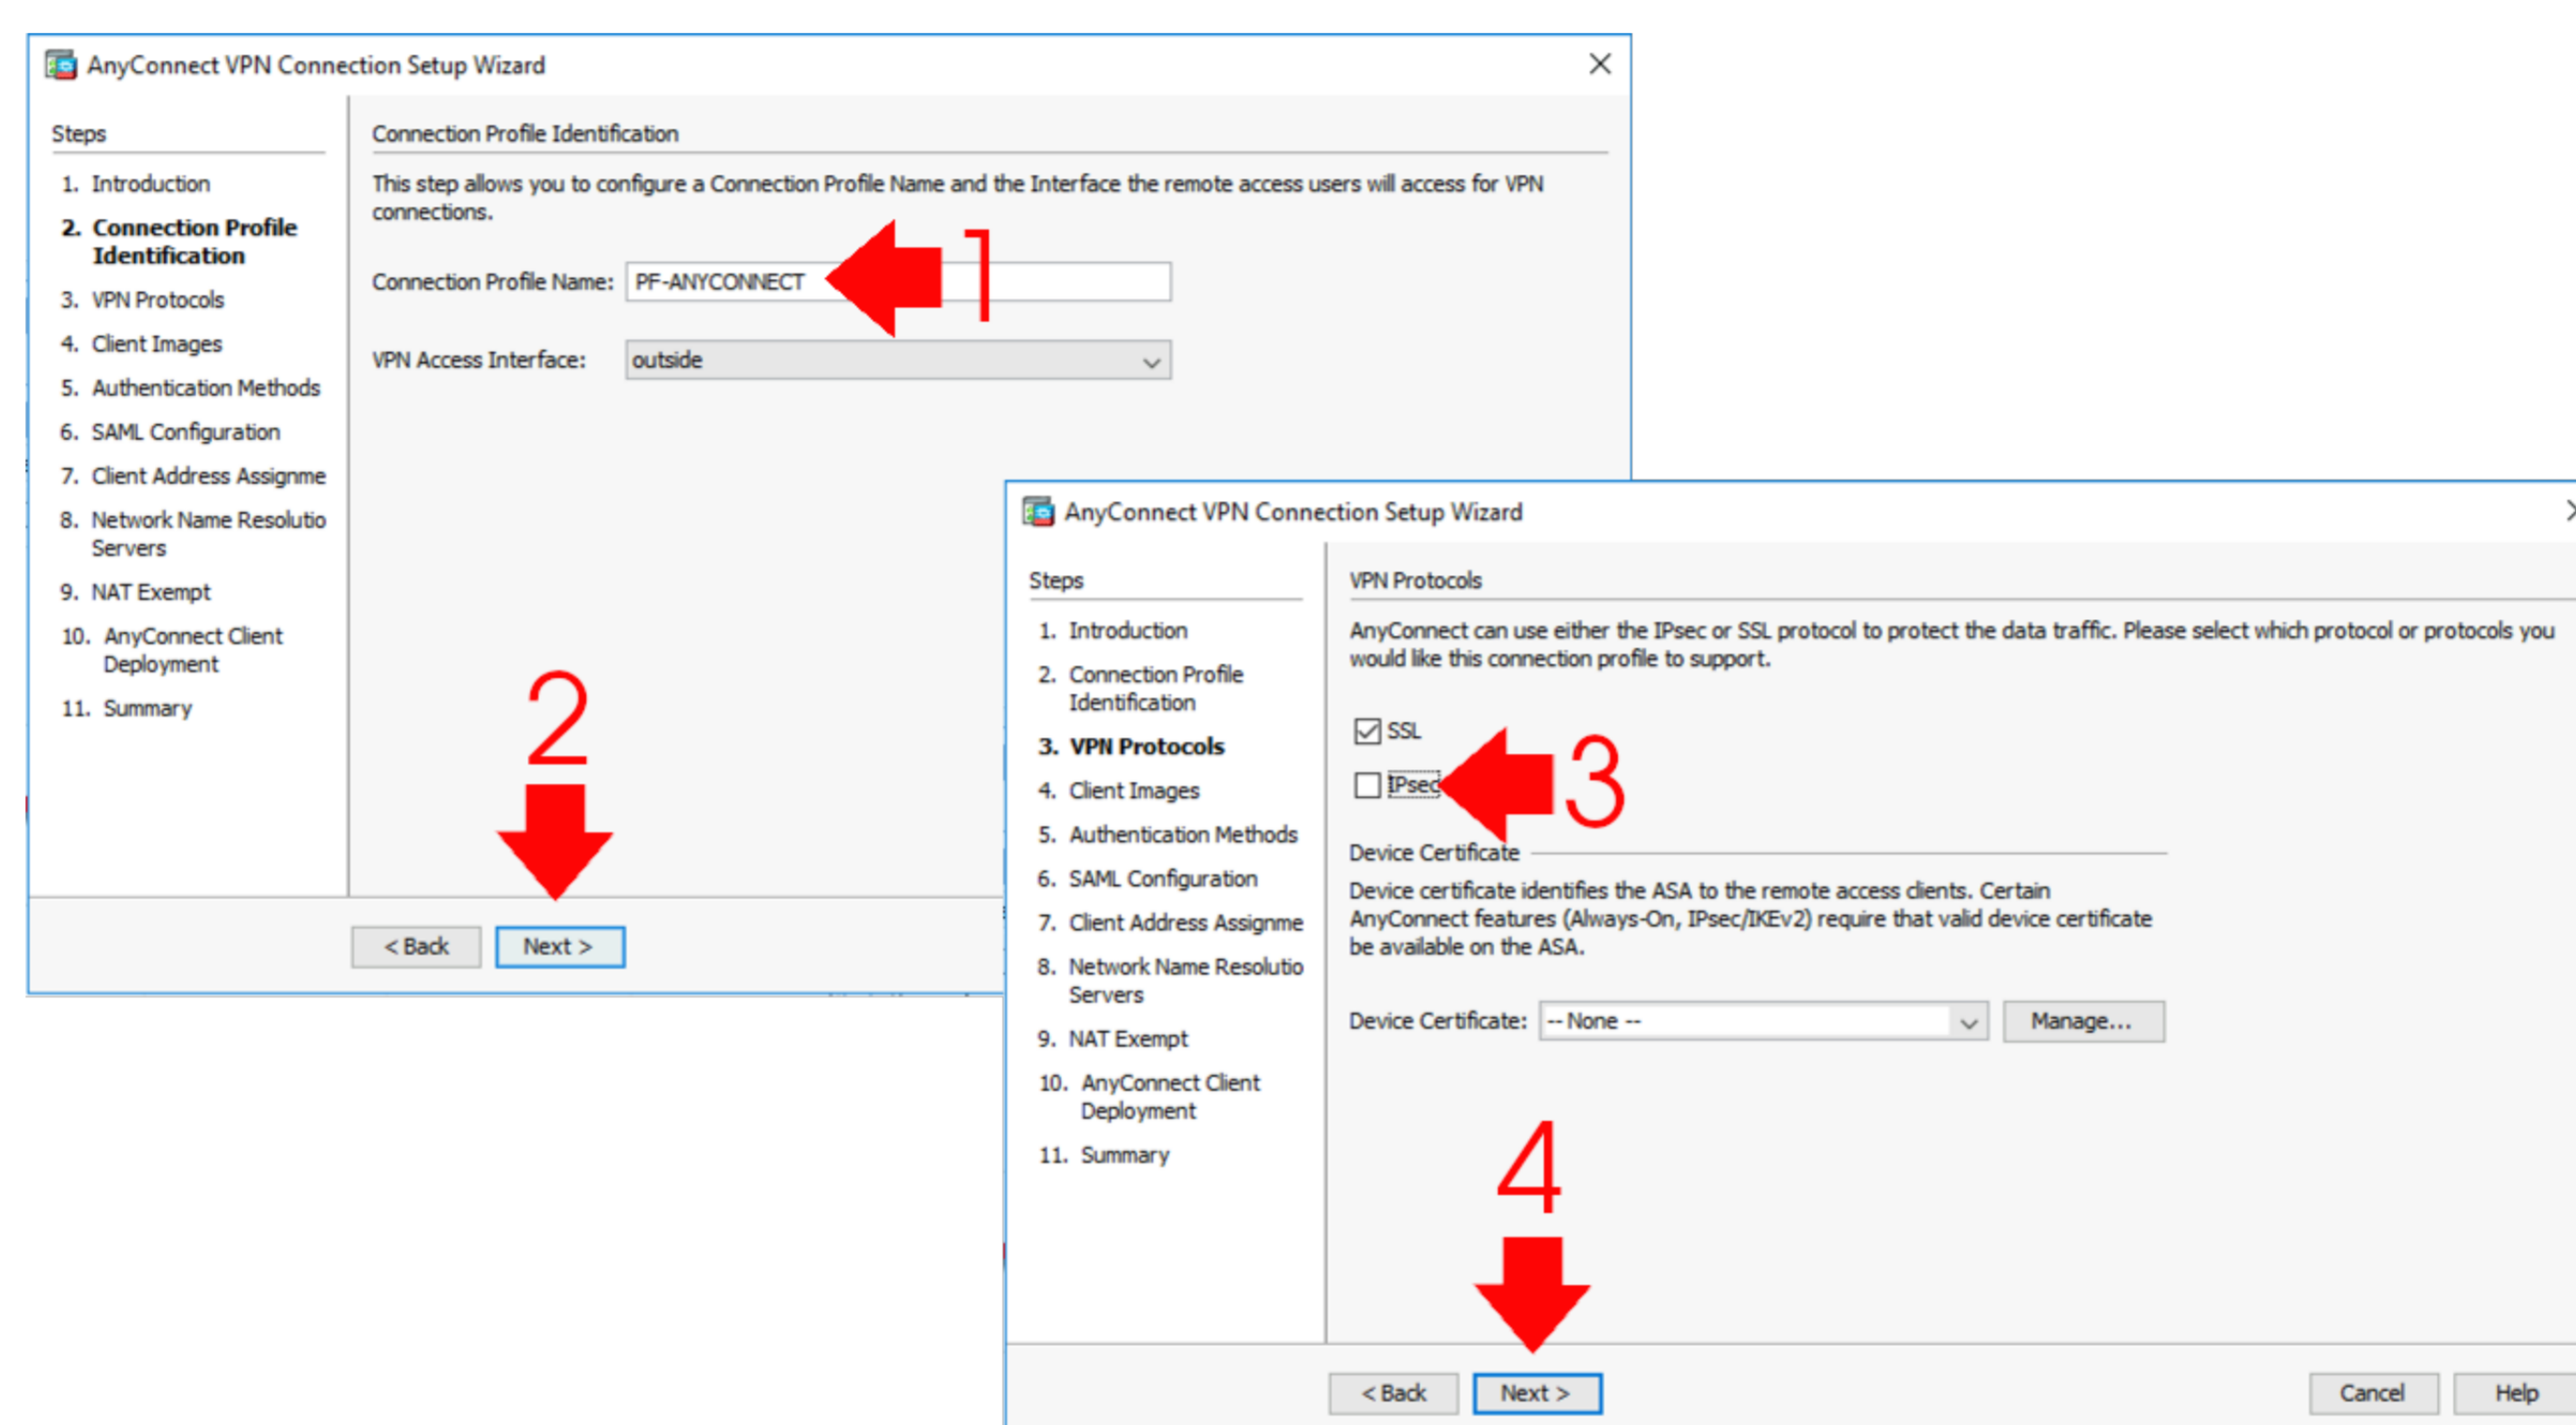 AnyConnect VPN Connection Setup Wizard
Steps
1. Introduction
2. Connection Profile
Identification
3. VPN Protocols
4. Client Images
5. Authentication Methods
6. SAML Configuration
7. Client Address Assignme
8. Network Name Resolutio
Servers
9. NAT Exempt
10. AnyConnect Client
Deployment
11. Summary
Connection Profile Identification
This step allows you to configure a Connection Profile Name and the Interface the remote access users will access for VPN
connections.
Connection Profile Name: PF-ANYCONNECT
1
VPN Access Interface: outside
2
< Back Next >
AnyConnect VPN Connection Setup Wizard
Steps
1. Introduction
2. Connection Profile
Identification
3. VPN Protocols
4. Client Images
5. Authentication Methods
6. SAML Configuration
7. Client Address Assignme
8. Network Name Resolutio
Servers
9. NAT Exempt
10. AnyConnect Client
Deployment
11. Summary
VPN Protocols
AnyConnect can use either the IPsec or SSL protocol to protect the data traffic. Please select which protocol or protocols you
would like this connection profile to support.
SSL
IPsec
3
Device Certificate
Device certificate identifies the ASA to the remote access clients. Certain
AnyConnect features (Always-On, IPsec/IKEv2) require that valid device certificate
be available on the ASA.
Device Certificate: -- None -- Manage...
4
< Back Next > Cancel Help